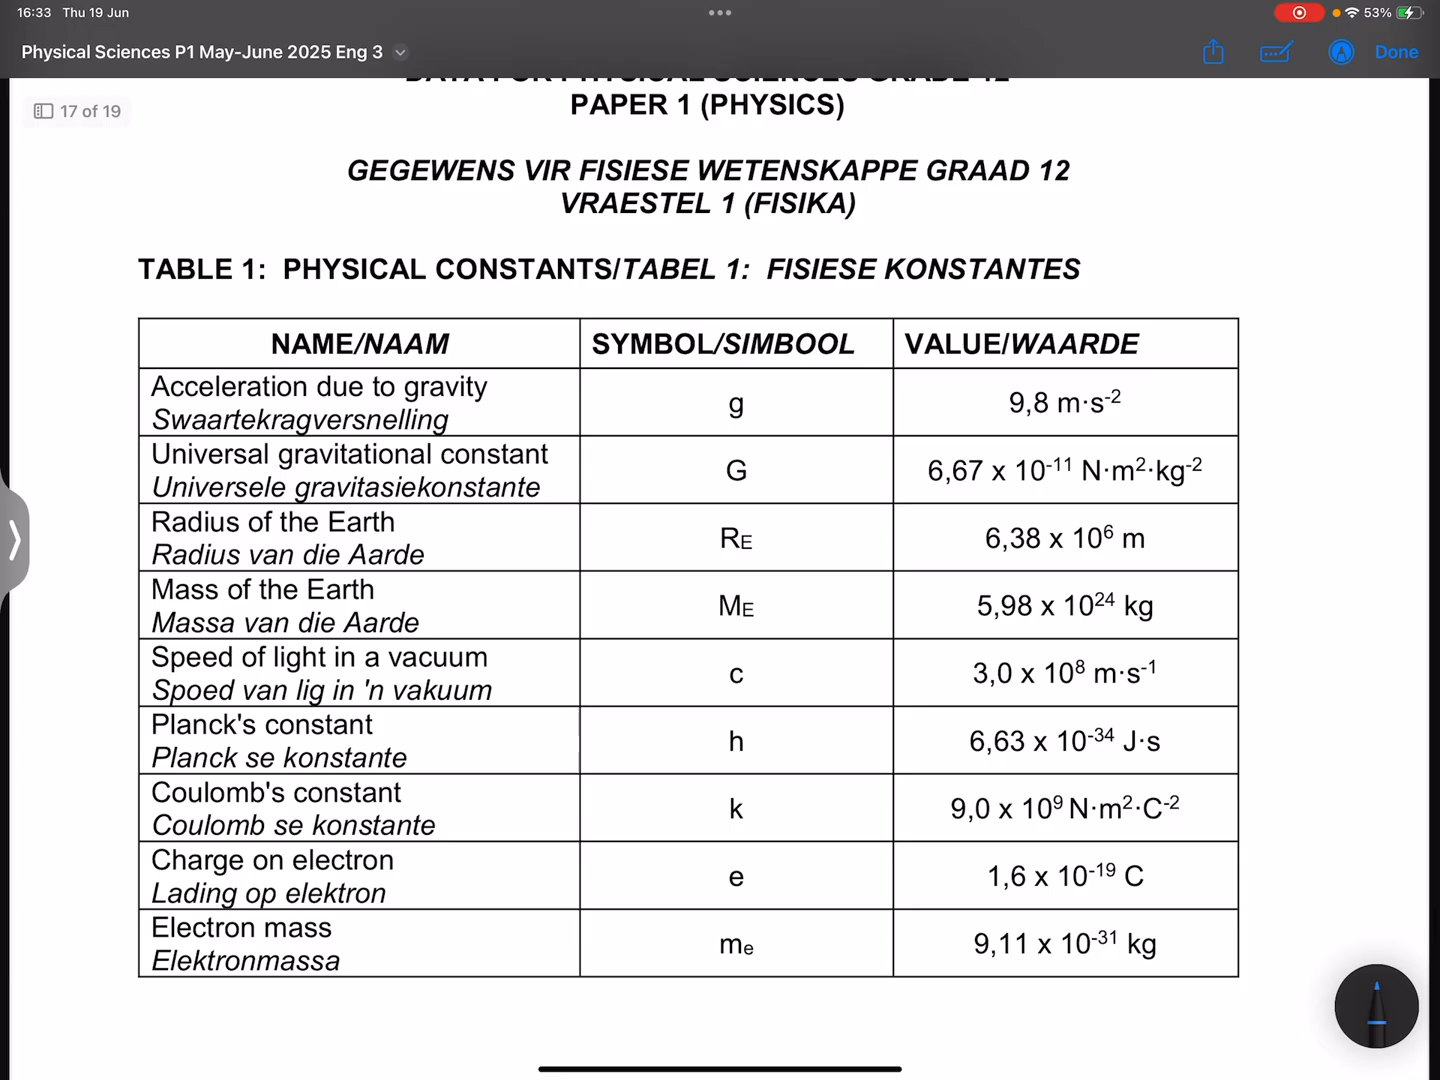 16:33 Thu 19 Jun
53%
Physical Sciences P1 May-June 2025 Eng 3
Done
17 of 19
DATA FOR PHYSICAL SCIENCES GRADE 12
PAPER 1 (PHYSICS)
GEGEWENS VIR FISIESE WETENSKAPPE GRAAD 12
VRAESTEL 1 (FISIKA)
TABLE 1: PHYSICAL CONSTANTS/TABEL 1: FISIESE KONSTANTES
NAME/NAAM SYMBOL/SIMBOOL VALUE/WAARDE
Acceleration due to gravity
Swaartekragversnelling
g
9,8 m·s⁻²
Universal gravitational constant
Universele gravitasiekonstante
G
6,67 x 10⁻¹¹ N·m²·kg⁻²
Radius of the Earth
Radius van die Aarde
RE
6,38 x 10⁶ m
Mass of the Earth
Massa van die Aarde
ME
5,98 x 10²⁴ kg
Speed of light in a vacuum
Spoed van lig in 'n vakuum
c
3,0 x 10⁸ m·s⁻¹
Planck's constant
Planck se konstante
h
6,63 x 10⁻³⁴ J·s
Coulomb's constant
Coulomb se konstante
k
9,0 x 10⁹ N·m²·C⁻²
Charge on electron
Lading op elektron
e
1,6 x 10⁻¹⁹ C
Electron mass
Elektronmassa
me
9,11 x 10⁻³¹ kg